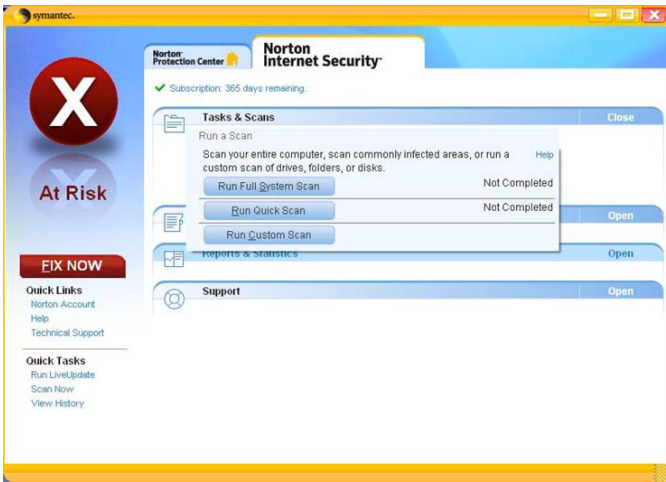 symantec.
Norton™
Protection Center
Norton
Internet Security™
Subscription: 365 days remaining.
Tasks & Scans
Close
Run a Scan
Scan your entire computer, scan commonly infected areas, or run a
custom scan of drives, folders, or disks.
Help
Run Full System Scan
Not Completed
Run Quick Scan
Not Completed
Run Custom Scan
Open
Reports & Statistics
Open
Support
Open
X
At Risk
FIX NOW
Quick Links
Norton Account
Help
Technical Support
Quick Tasks
Run LiveUpdate
Scan Now
View History